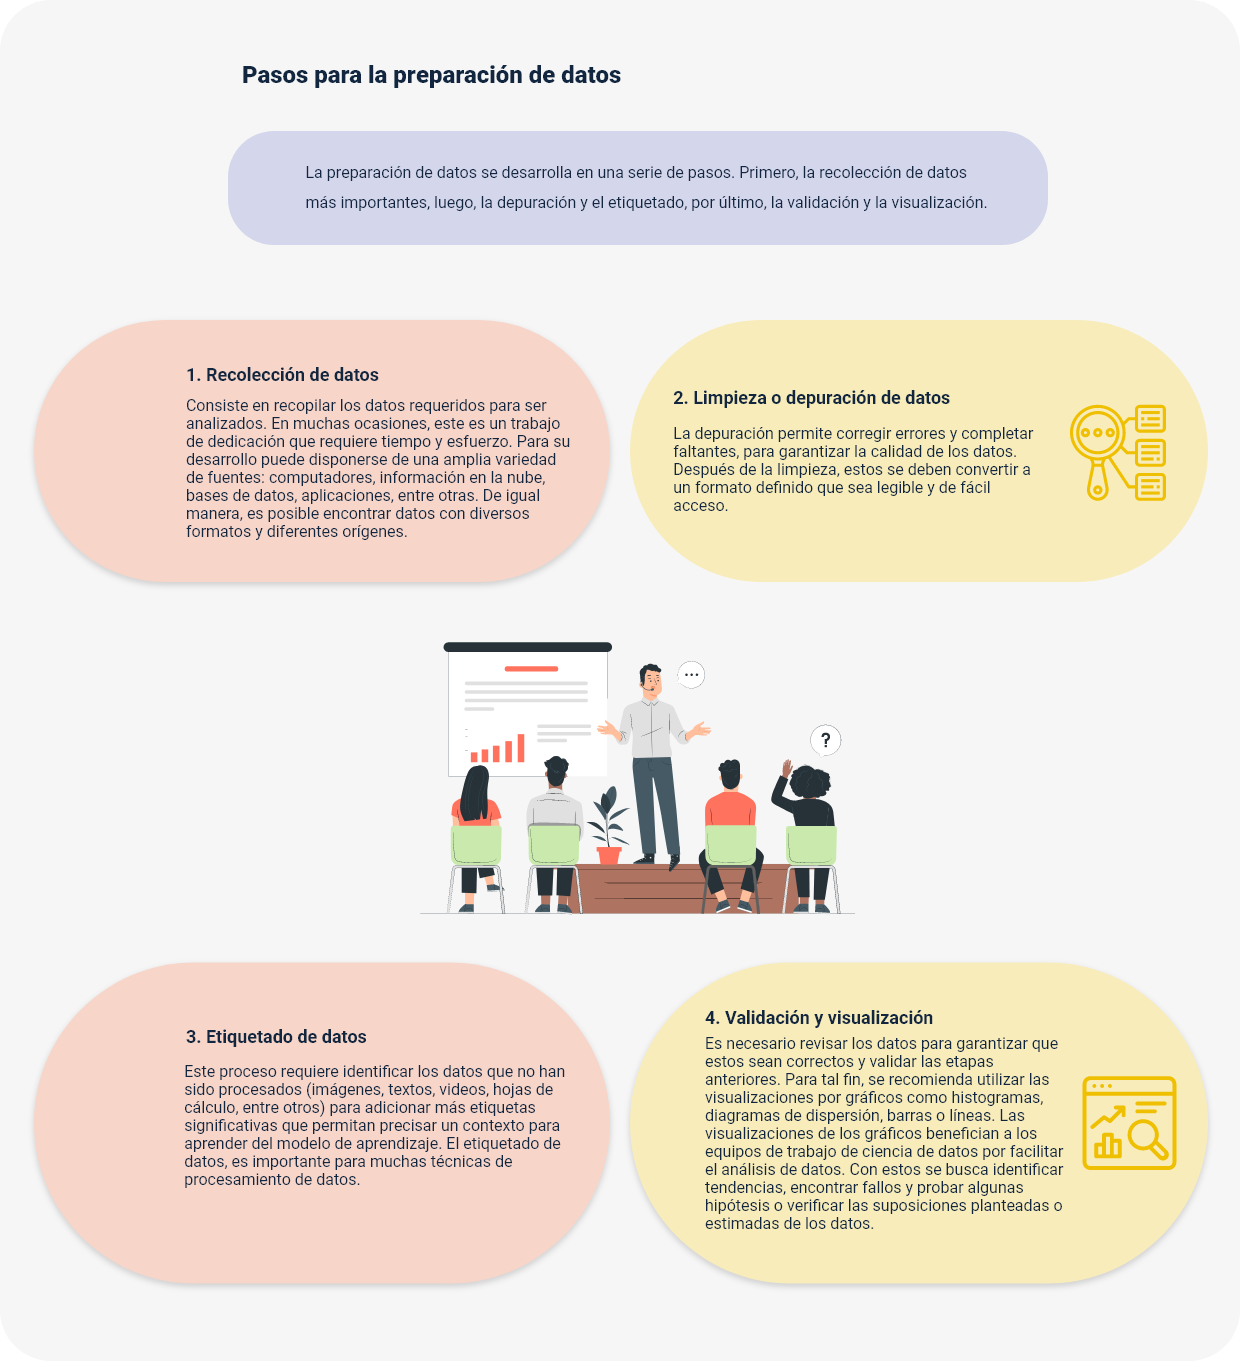 Pasos para la preparación de datos
La preparación de datos se desarrolla en una serie de pasos. Primero, la recolección de datos
más importantes, luego, la depuración y el etiquetado, por último, la validación y la visualización.
1. Recolección de datos
Consiste en recopilar los datos requeridos para ser
analizados. En muchas ocasiones, este es un trabajo
de dedicación que requiere tiempo y esfuerzo. Para su
desarrollo puede disponerse de una amplia variedad
de fuentes: computadores, información en la nube,
bases de datos, aplicaciones, entre otras. De igual
manera, es posible encontrar datos con diversos
formatos y diferentes orígenes.
2. Limpieza o depuración de datos
La depuración permite corregir errores y completar
faltantes, para garantizar la calidad de los datos.
Después de la limpieza, estos se deben convertir a
un formato definido que sea legible y de fácil
acceso.
?
3. Etiquetado de datos
Este proceso requiere identificar los datos que no han
sido procesados (imágenes, textos, videos, hojas de
cálculo, entre otros) para adicionar más etiquetas
significativas que permitan precisar un contexto para
aprender del modelo de aprendizaje. El etiquetado de
datos, es importante para muchas técnicas de
procesamiento de datos.
4. Validación y visualización
Es necesario revisar los datos para garantizar que
estos sean correctos y validar las etapas
anteriores. Para tal fin, se recomienda utilizar las
visualizaciones por gráficos como histogramas,
diagramas de dispersión, barras o líneas. Las
visualizaciones de los gráficos benefician a los
equipos de trabajo de ciencia de datos por facilitar
el análisis de datos. Con estos se busca identificar
tendencias, encontrar fallos y probar algunas
hipótesis o verificar las suposiciones planteadas o
estimadas de los datos.